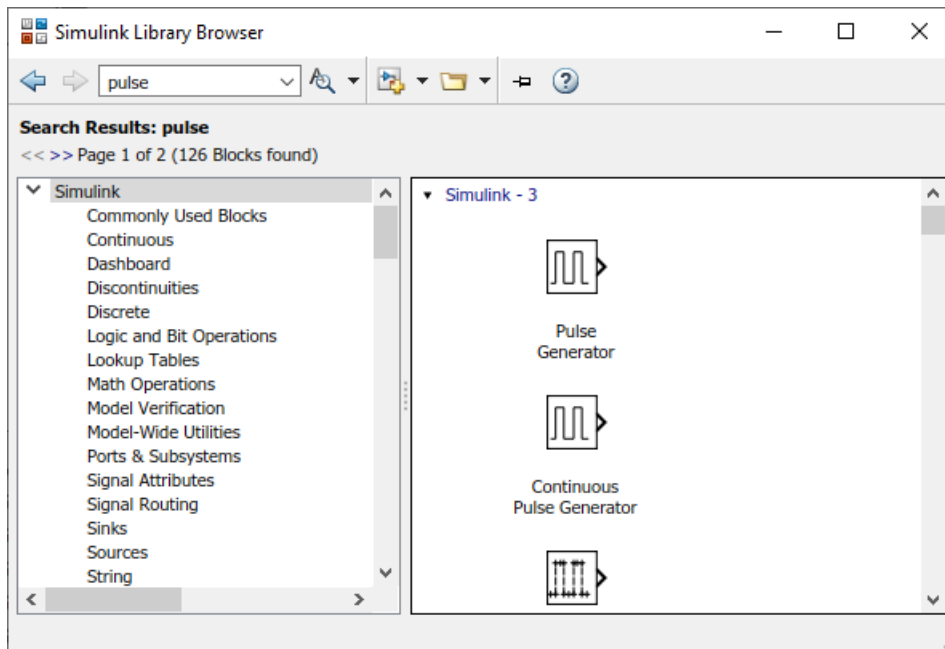 Simulink Library Browser
pulse
Search Results: pulse
<< >> Page 1 of 2 (126 Blocks found)
Simulink
Commonly Used Blocks
Continuous
Dashboard
Discontinuities
Discrete
Logic and Bit Operations
Lookup Tables
Math Operations
Model Verification
Model-Wide Utilities
Ports & Subsystems
Signal Attributes
Signal Routing
Sinks
Sources
String
Simulink - 3
Pulse
Generator
Continuous
Pulse Generator